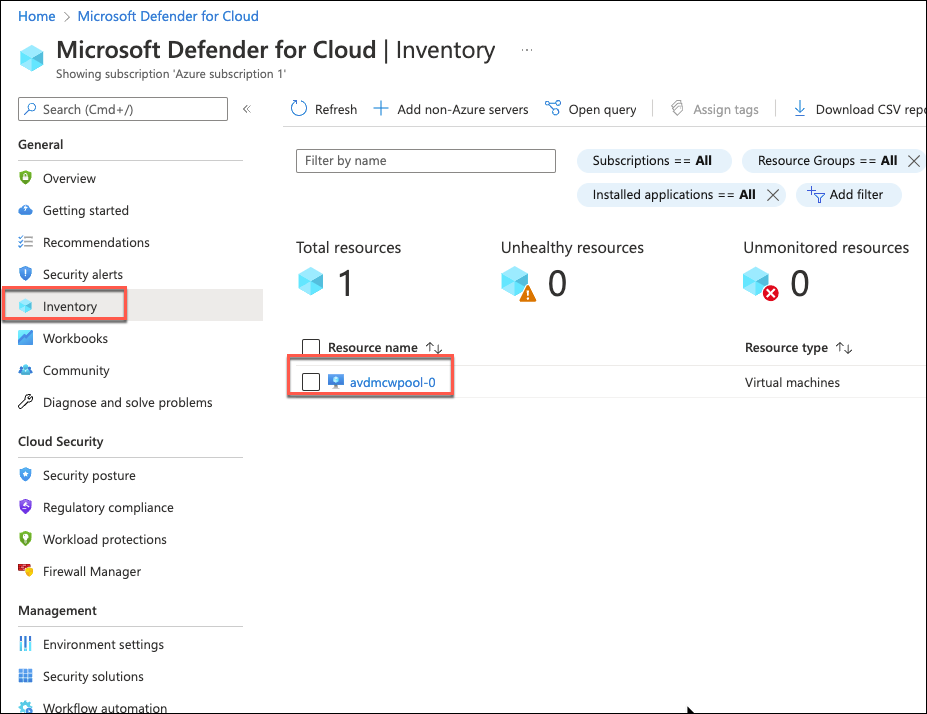 Home > Microsoft Defender for Cloud
Microsoft Defender for Cloud | Inventory ...
Showing subscription 'Azure subscription 1'
Search (Cmd+/) «
Refresh Add non-Azure servers Open query Assign tags Download CSV repo
General
Overview
Getting started
Recommendations
Security alerts
Inventory
Workbooks
Community
Diagnose and solve problems
Cloud Security
Security posture
Regulatory compliance
Workload protections
Firewall Manager
Management
Environment settings
Security solutions
Workflow automation
Filter by name
Subscriptions == All
Resource Groups == All
Installed applications == All
Add filter
Total resources
1
Unhealthy resources
0
Unmonitored resources
0
Resource name ↑↓ Resource type ↑↓
avdmcwpool-0 Virtual machines